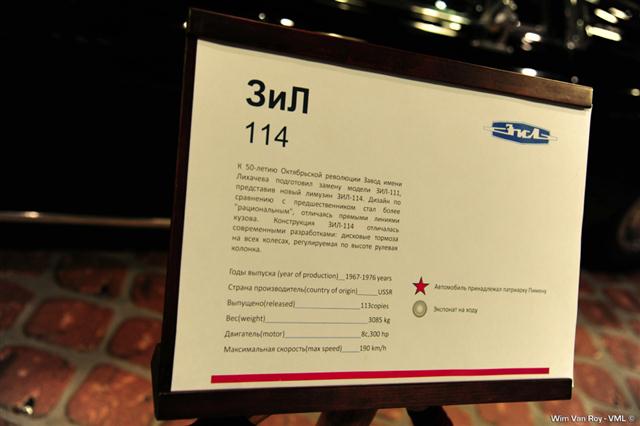 ЗиЛ
114
ЗиЛ
К 50-летию Октябрьской революции Завод имени
Лихачева подготовил замену модели ЗИЛ-111,
представив новый лимузин ЗИЛ-114. Дизайн по
сравнению с предшественником стал более
"рациональным", отличаясь прямыми линиями
кузова. Конструкция ЗИЛ-114 отличалась
современными разработками: дисковые тормоза
на всех колесах, регулируемая по высоте рулевая
колонка.
Годы выпуска (year of production)__1967-1976 years
Страна производитель(country of origin)_____USSR
Выпущено(released)_______________113copies
Вес(weight)_______________________3085 kg
Двигатель(motor)__________________8c,300 hp
Максимальная скорость(max speed)_____190 km/h
Автомобиль принадлежал патриарху Пимену
Экспонат на ходу
Wim Van Roy - VML ©